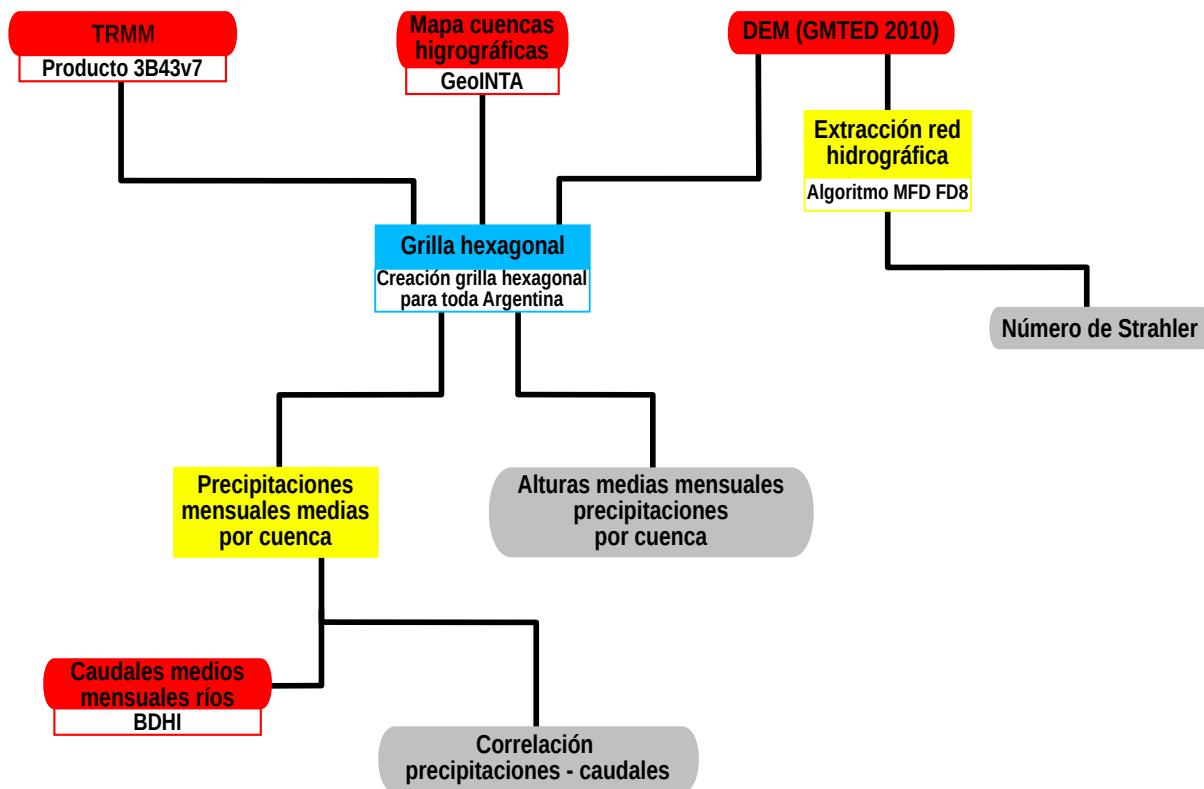 TRMM
Producto 3B43v7
Mapa cuencas
higrográficas
GeoINTA
DEM (GMTED 2010)
Extracción red
hidrográfica
Algoritmo MFD FD8
Grilla hexagonal
Creación grilla hexagonal
para toda Argentina
Número de Strahler
Precipitaciones
mensuales medias
por cuenca
Alturas medias mensuales
precipitaciones
por cuenca
Caudales medios
mensuales ríos
BDHI
Correlación
precipitaciones - caudales